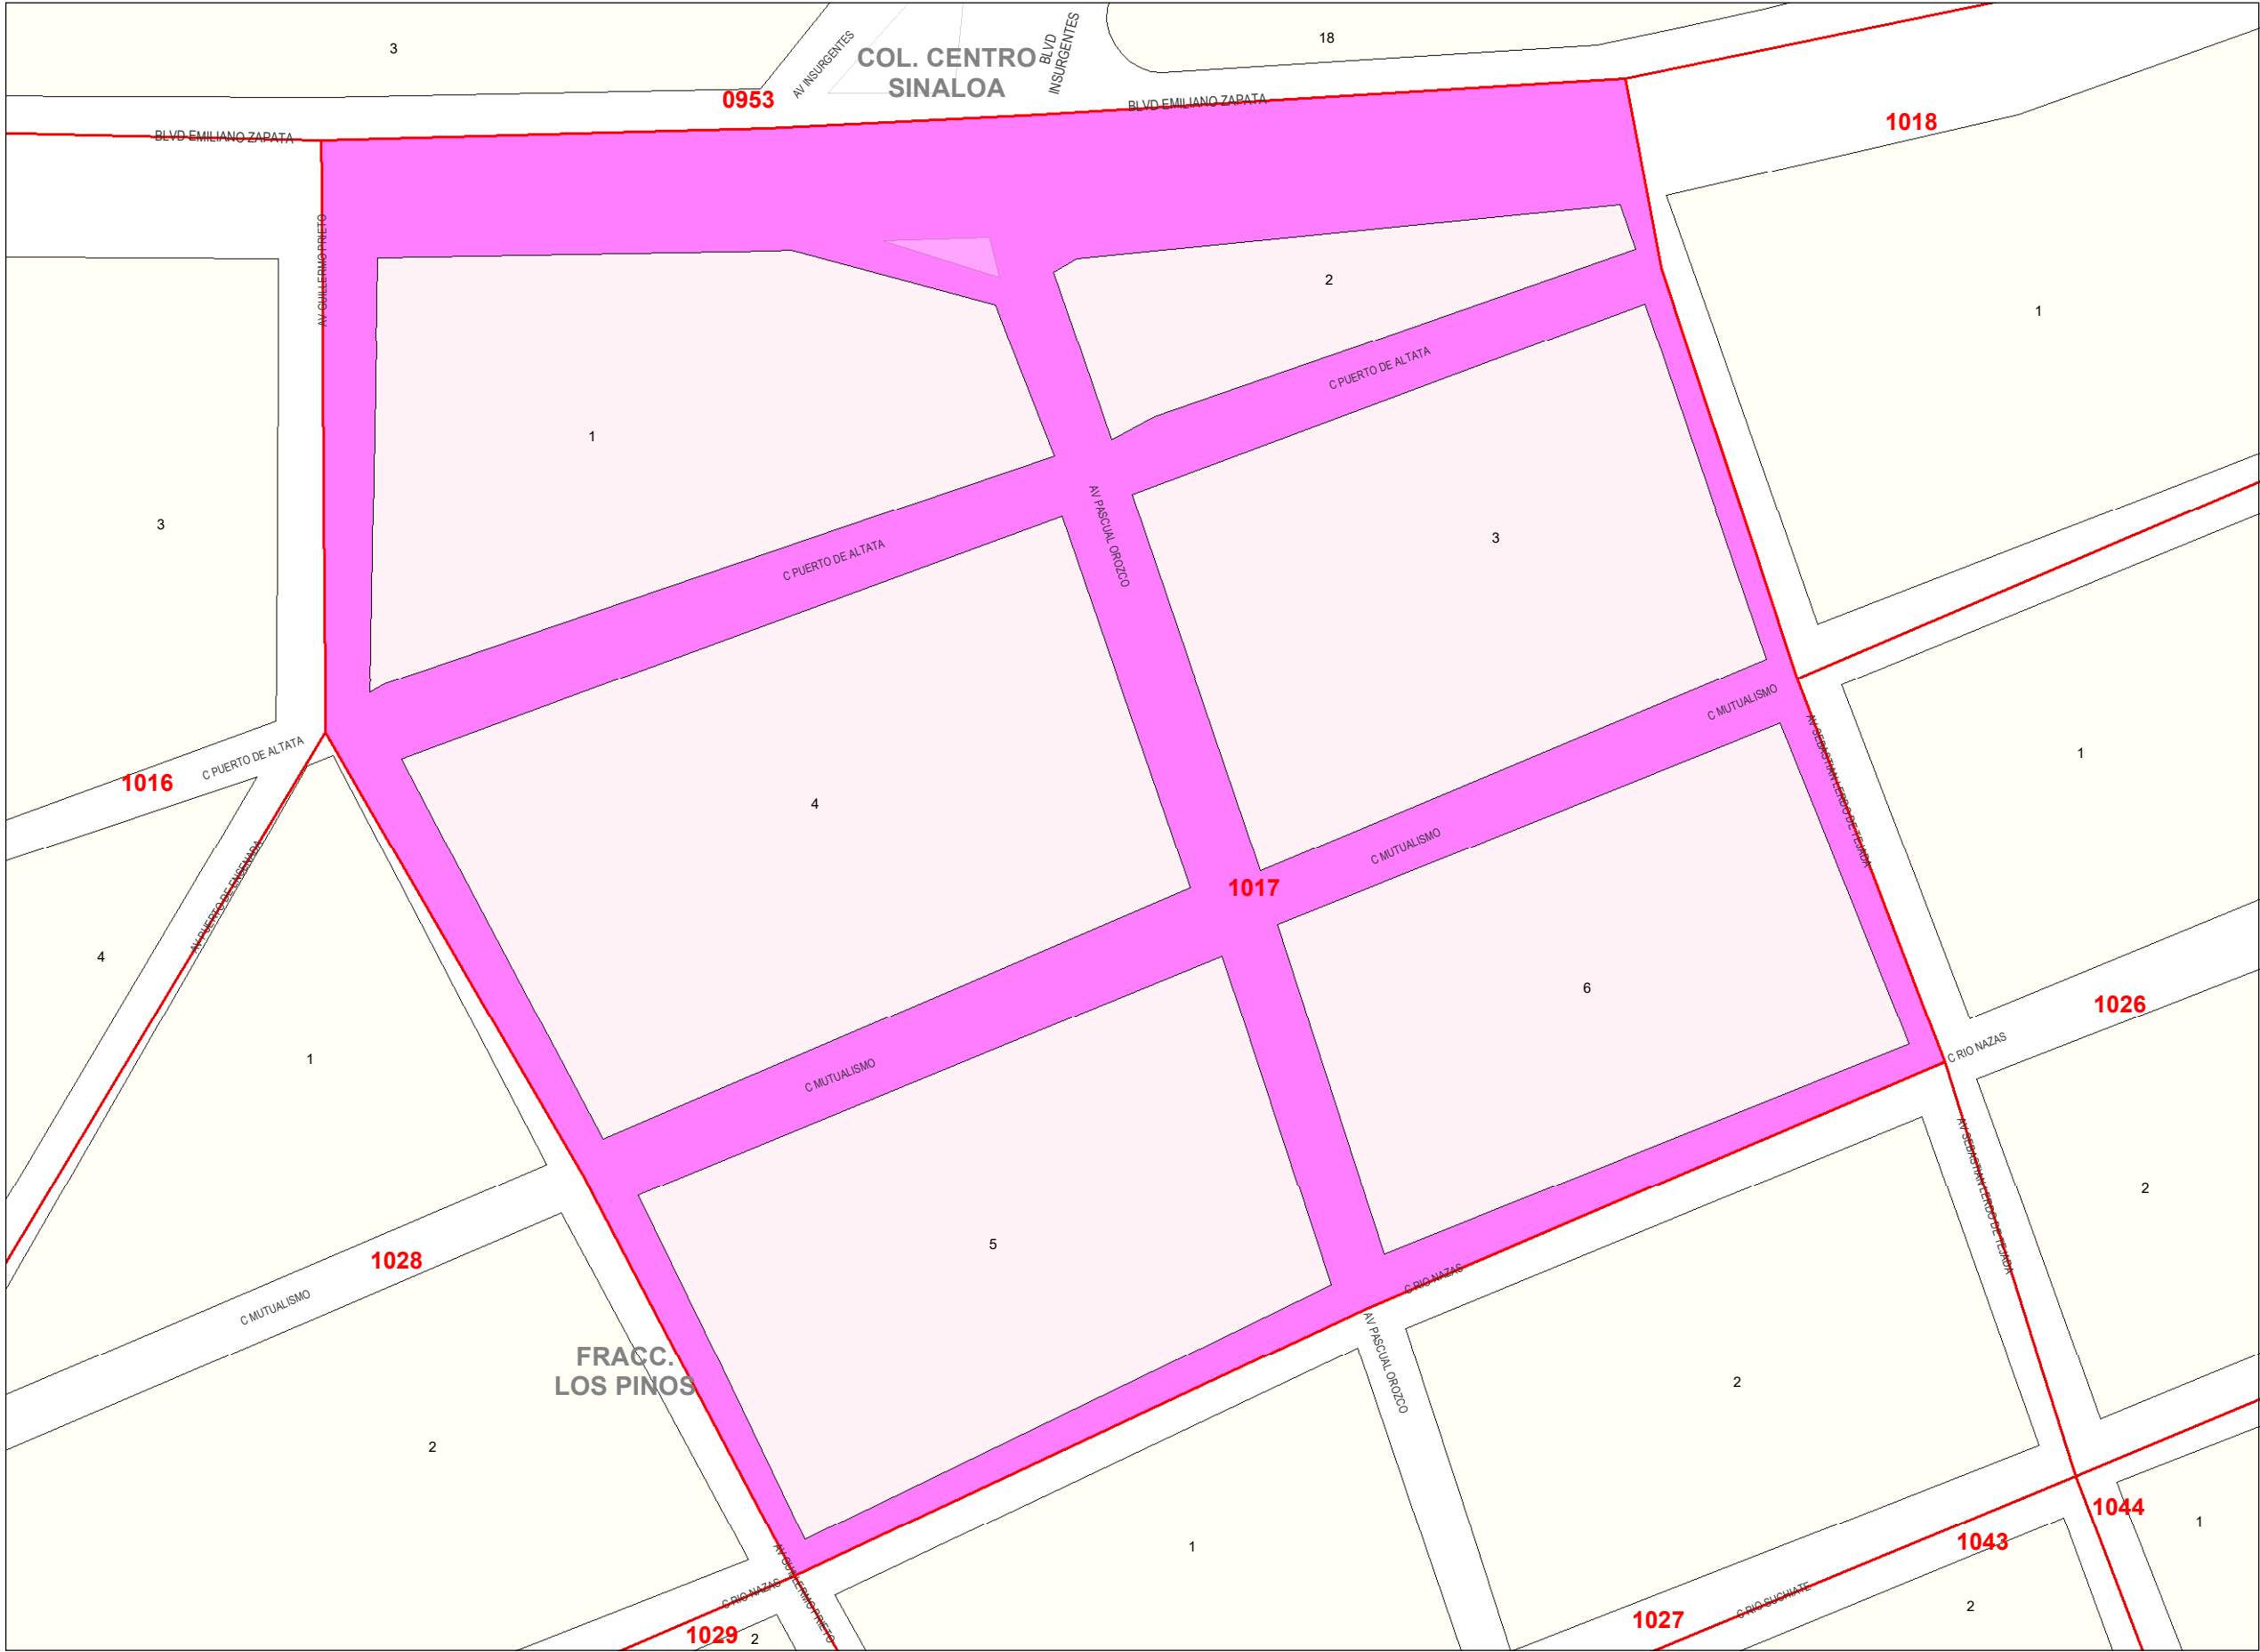 3
18
AV INSURGENTES
COL. CENTRO
SINALOA
BLVD
INSURGENTES
0953
BLVD EMILIANO ZAPATA
BLVD EMILIANO ZAPATA
1018
AV GUILLERMO PRIETO
2
1
C PUERTO DE ALTATA
1
3
AV PASCUAL OROZCO
3
C PUERTO DE ALTATA
C MUTUALISMO
C PUERTO DE ALTATA
1016
4
AV SEBASTIAN LERDO DE TEJADA
1
C MUTUALISMO
AV PUERTO DE ENSENADA
1017
4
6
1026
C RIO NAZAS
1
C MUTUALISMO
2
AV SEBASTIAN LERDO DE TEJADA
5
1028
C RIO NAZAS
C MUTUALISMO
FRACC.
LOS PINOS
AV PASCUAL OROZCO
2
2
1044
1
1043
1
AV GUILLERMO PRIETO
C RIO NAZAS
C RIO SUCHIATE
2
1027
1029
2